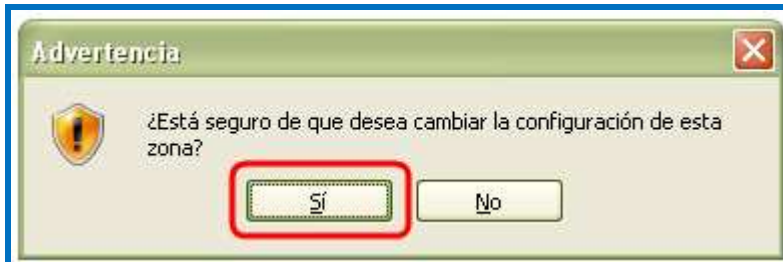 Advertencia
¿Está seguro de que desea cambiar la configuración de esta
zona?
Sí No